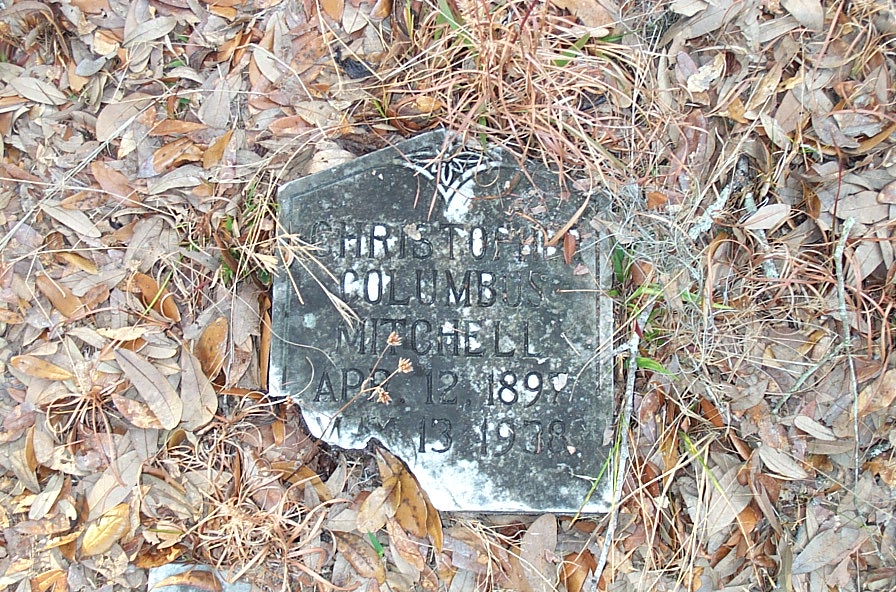 CHRISTOPHER
COLUMBUS
MITCHELL
APR. 12, 1897
13 1938